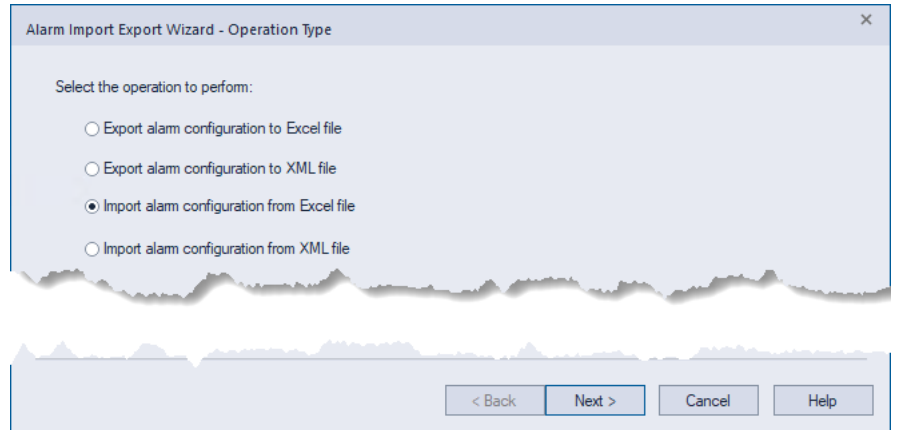 Alarm Import Export Wizard - Operation Type
Select the operation to perform:
Export alarm configuration to Excel file
Export alarm configuration to XML file
Import alarm configuration from Excel file
Import alarm configuration from XML file
< Back Next > Cancel Help